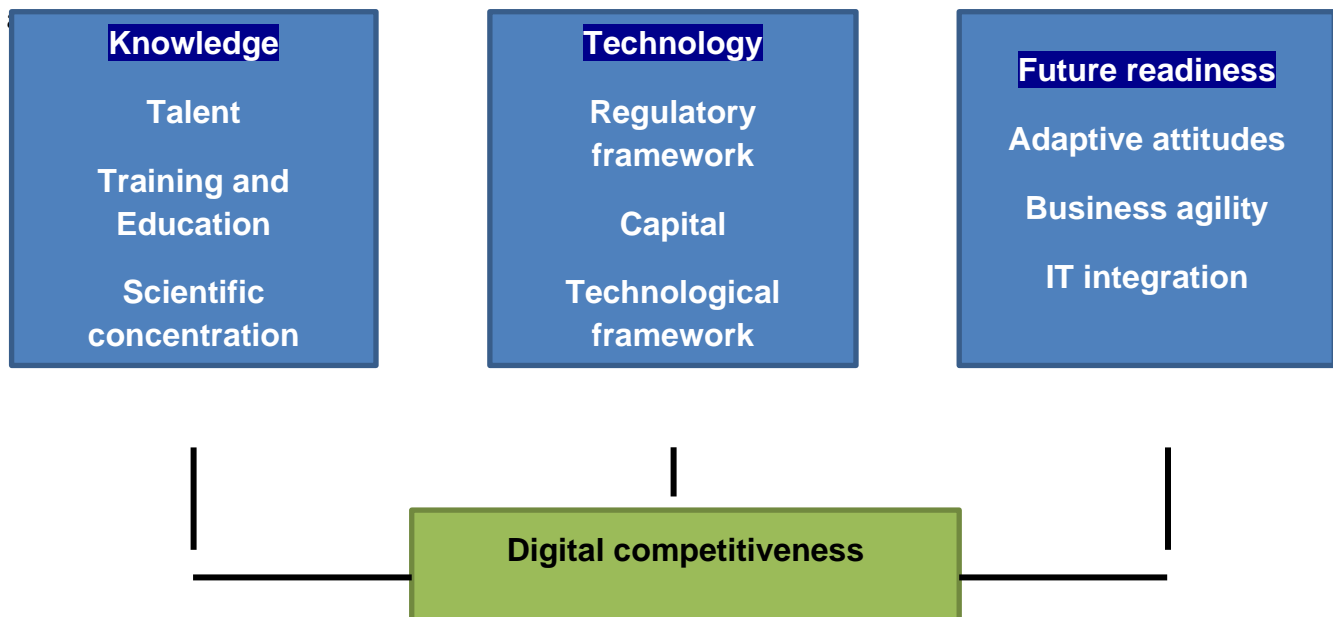 Knowledge
Talent
Training and
Education
Scientific
concentration
Technology
Regulatory
framework
Capital
Technological
framework
Future readiness
Adaptive attitudes
Business agility
IT integration
Digital competitiveness